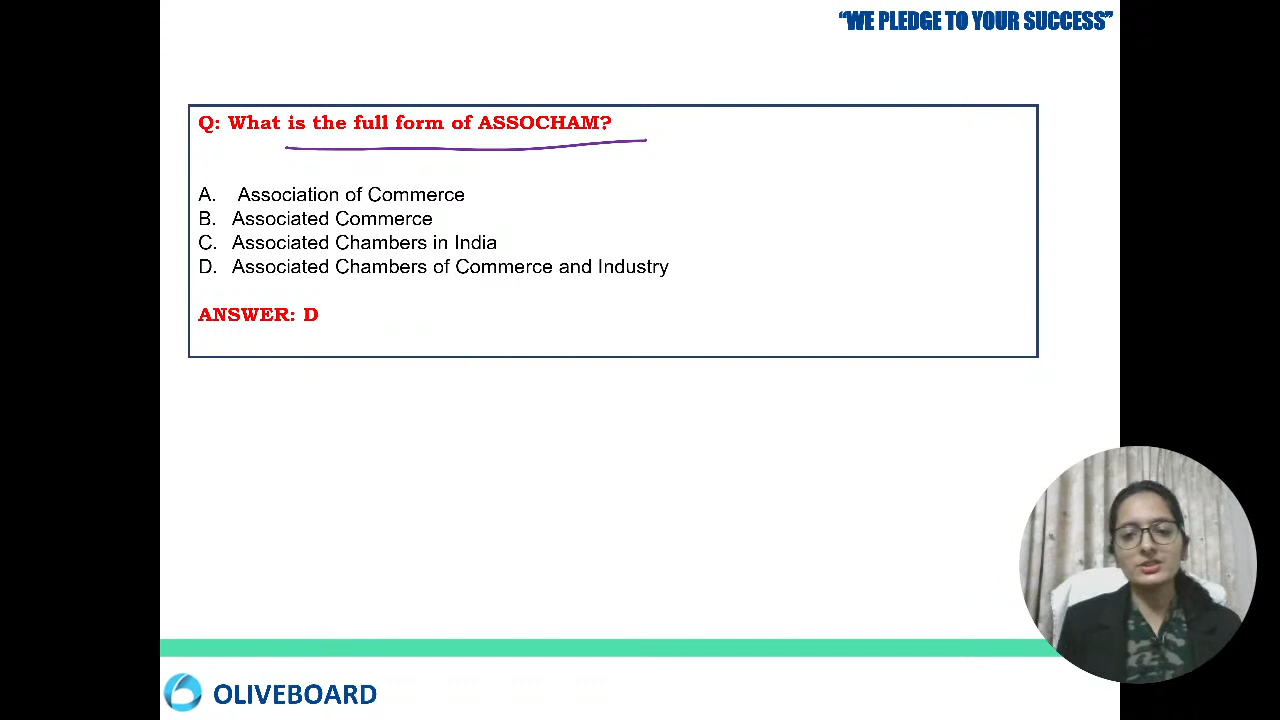 “WE PLEDGE TO YOUR SUCCESS”
Q: What is the full form of ASSOCHAM?
A. Association of Commerce
B. Associated Commerce
C. Associated Chambers in India
D. Associated Chambers of Commerce and Industry
ANSWER: D
OLIVEBOARD